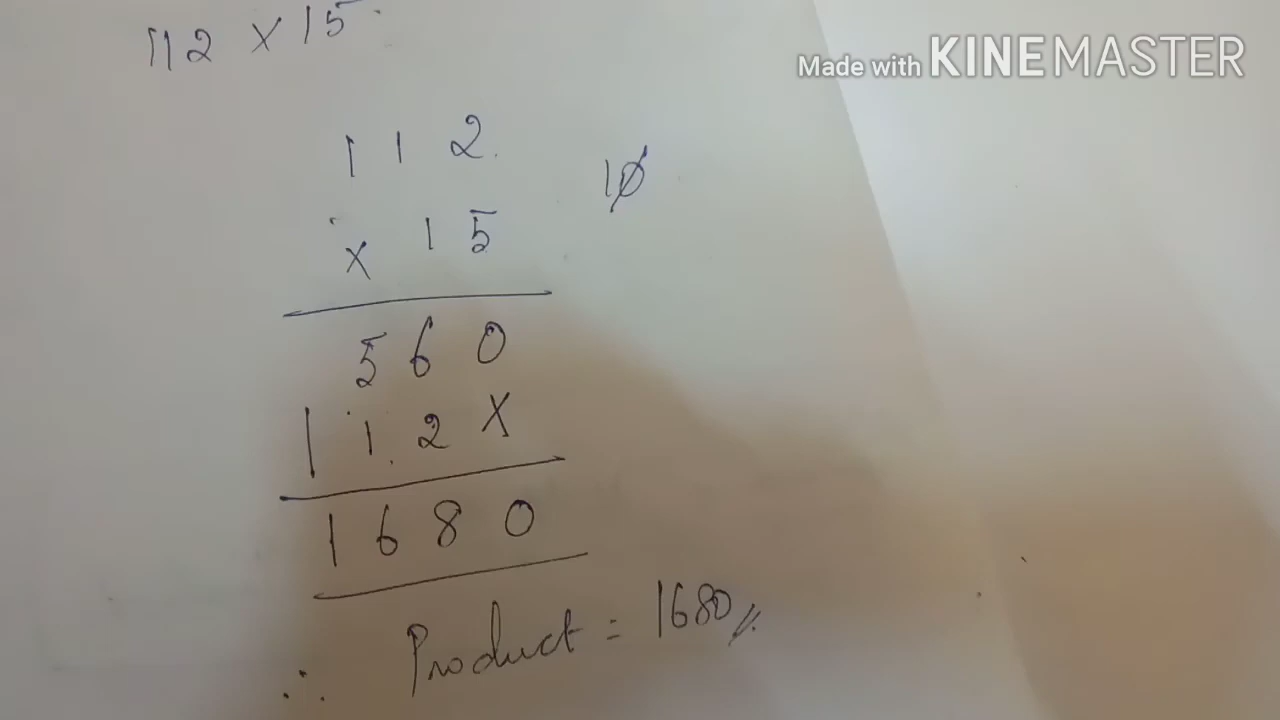 112 x 15
Made with KINEMASTER
1 1 2
x 1 5
10
5 6 0
1 1 2 X
1 6 8 0
∴ Product = 1680//